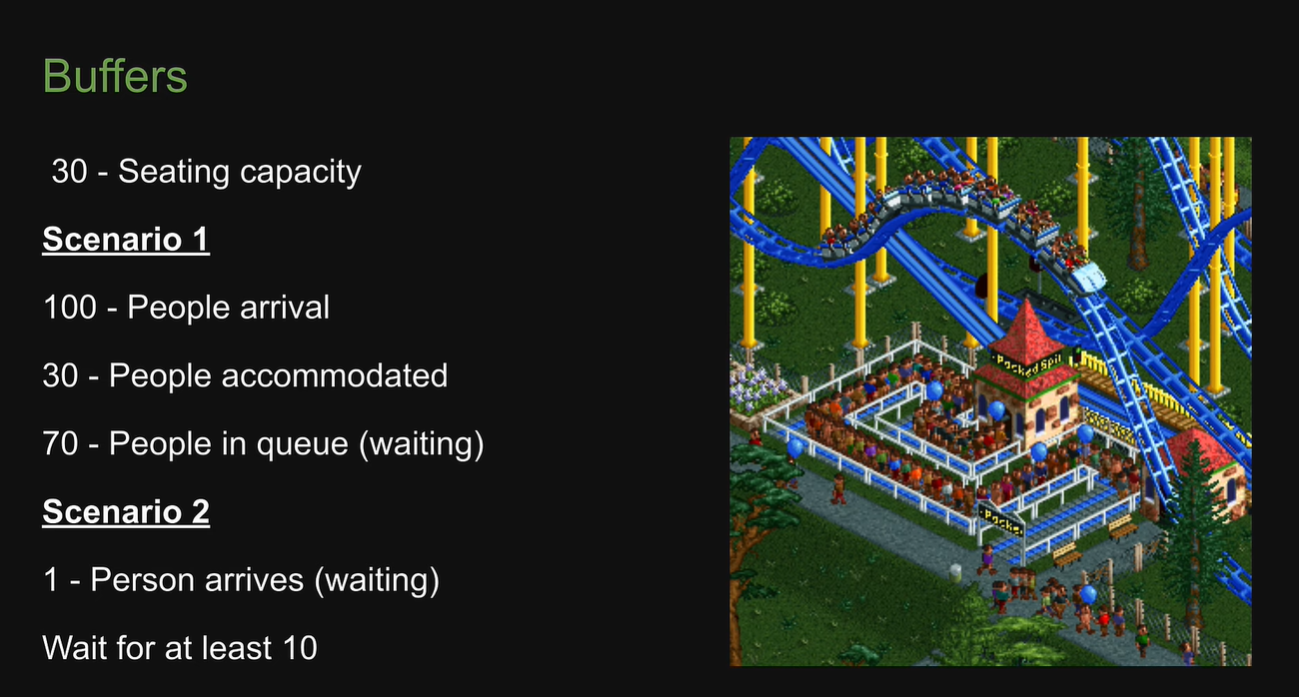 Buffers
30 - Seating capacity
Scenario 1
100 - People arrival
30 - People accommodated
70 - People in queue (waiting)
Scenario 2
1 - Person arrives (waiting)
Wait for at least 10